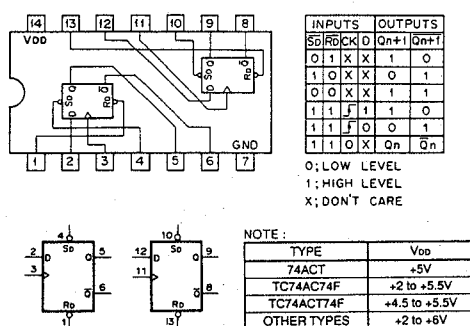 14 13 12 11 10 9 8
VDD
Q̅ Q
SD RD
D
D
SD RD
Q Q̅
GND
1 2 3 4 5 6 7
INPUTS OUTPUTS
S̅D̅ R̅D̅ CK D Qn+1 Q̅n+1
0 1 X X 1 0
1 0 X X 0 1
0 0 X X 1 1
1 1 1 1 0
1 1 0 0 1
1 1 0 X Qn Q̅n
0; LOW LEVEL
1; HIGH LEVEL
X; DON'T CARE
4 10
SD SD
2 D Q 5 12 D Q 9
3 11
Q̅ 6 Q̅ 8
RD RD
1 13
NOTE :
TYPE VDD
74ACT +5V
TC74AC74F +2 to +5.5V
TC74ACT74F +4.5 to +5.5V
OTHER TYPES +2 to +6V